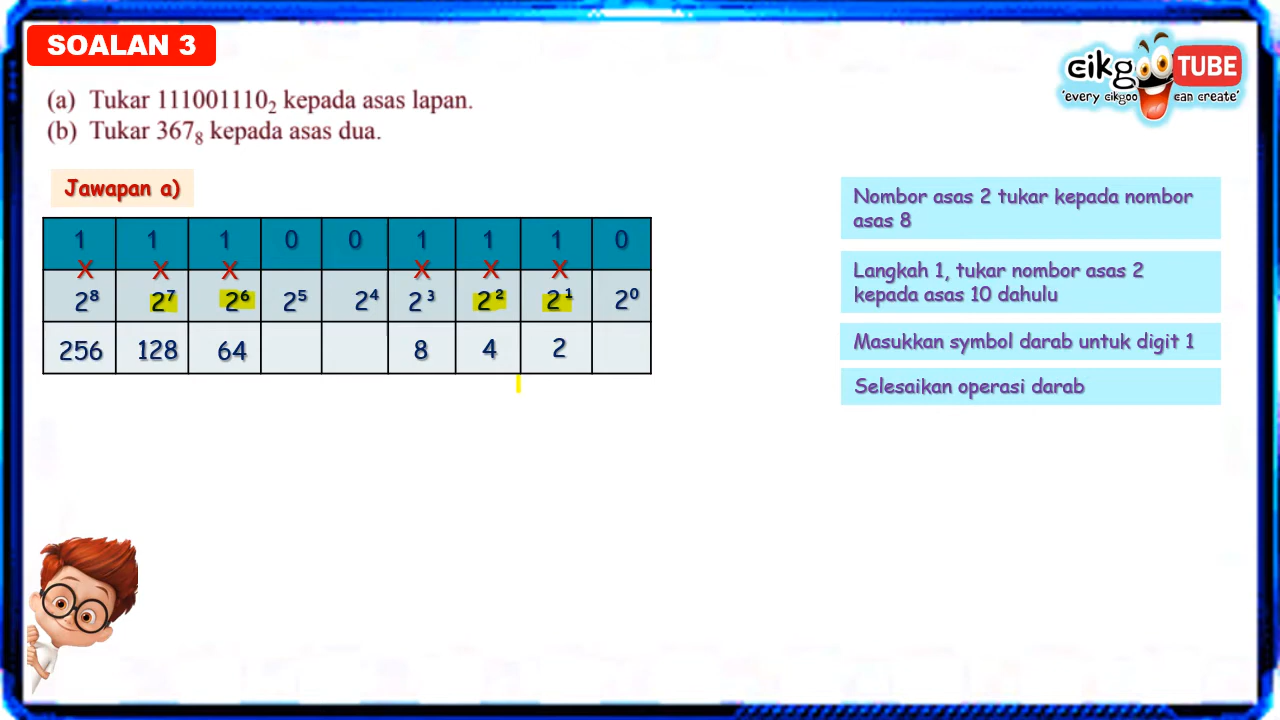 SOALAN 3
cikgoo TUBE
'every cikgoo can create'
(a) Tukar 111001110₂ kepada asas lapan.
(b) Tukar 367₈ kepada asas dua.
Jawapan a)
1 1 1 0 0 1 1 1 0
X X X X X X
2⁸ 2⁷ 2⁶ 2⁵ 2⁴ 2³ 2² 2¹ 2⁰
256 128 64 8 4 2
Nombor asas 2 tukar kepada nombor
asas 8
Langkah 1, tukar nombor asas 2
kepada asas 10 dahulu
Masukkan symbol darab untuk digit 1
Selesaikan operasi darab